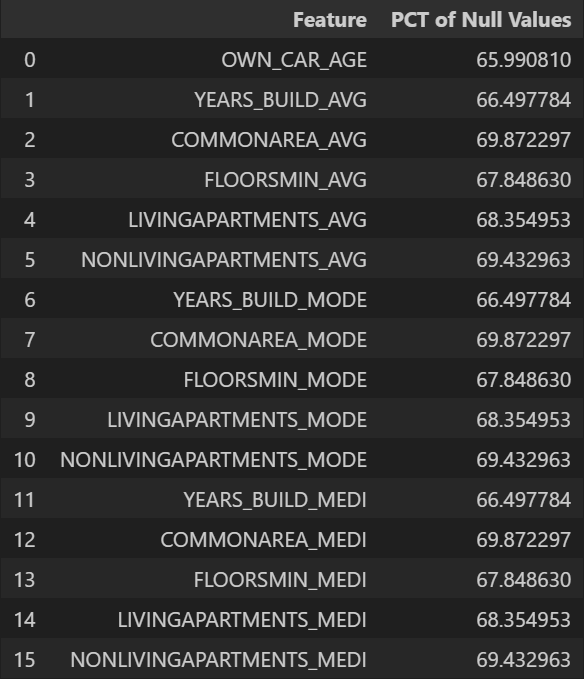 Feature PCT of Null Values
0 OWN_CAR_AGE 65.990810
1 YEARS_BUILD_AVG 66.497784
2 COMMONAREA_AVG 69.872297
3 FLOORSMIN_AVG 67.848630
4 LIVINGAPARTMENTS_AVG 68.354953
5 NONLIVINGAPARTMENTS_AVG 69.432963
6 YEARS_BUILD_MODE 66.497784
7 COMMONAREA_MODE 69.872297
8 FLOORSMIN_MODE 67.848630
9 LIVINGAPARTMENTS_MODE 68.354953
10 NONLIVINGAPARTMENTS_MODE 69.432963
11 YEARS_BUILD_MEDI 66.497784
12 COMMONAREA_MEDI 69.872297
13 FLOORSMIN_MEDI 67.848630
14 LIVINGAPARTMENTS_MEDI 68.354953
15 NONLIVINGAPARTMENTS_MEDI 69.432963